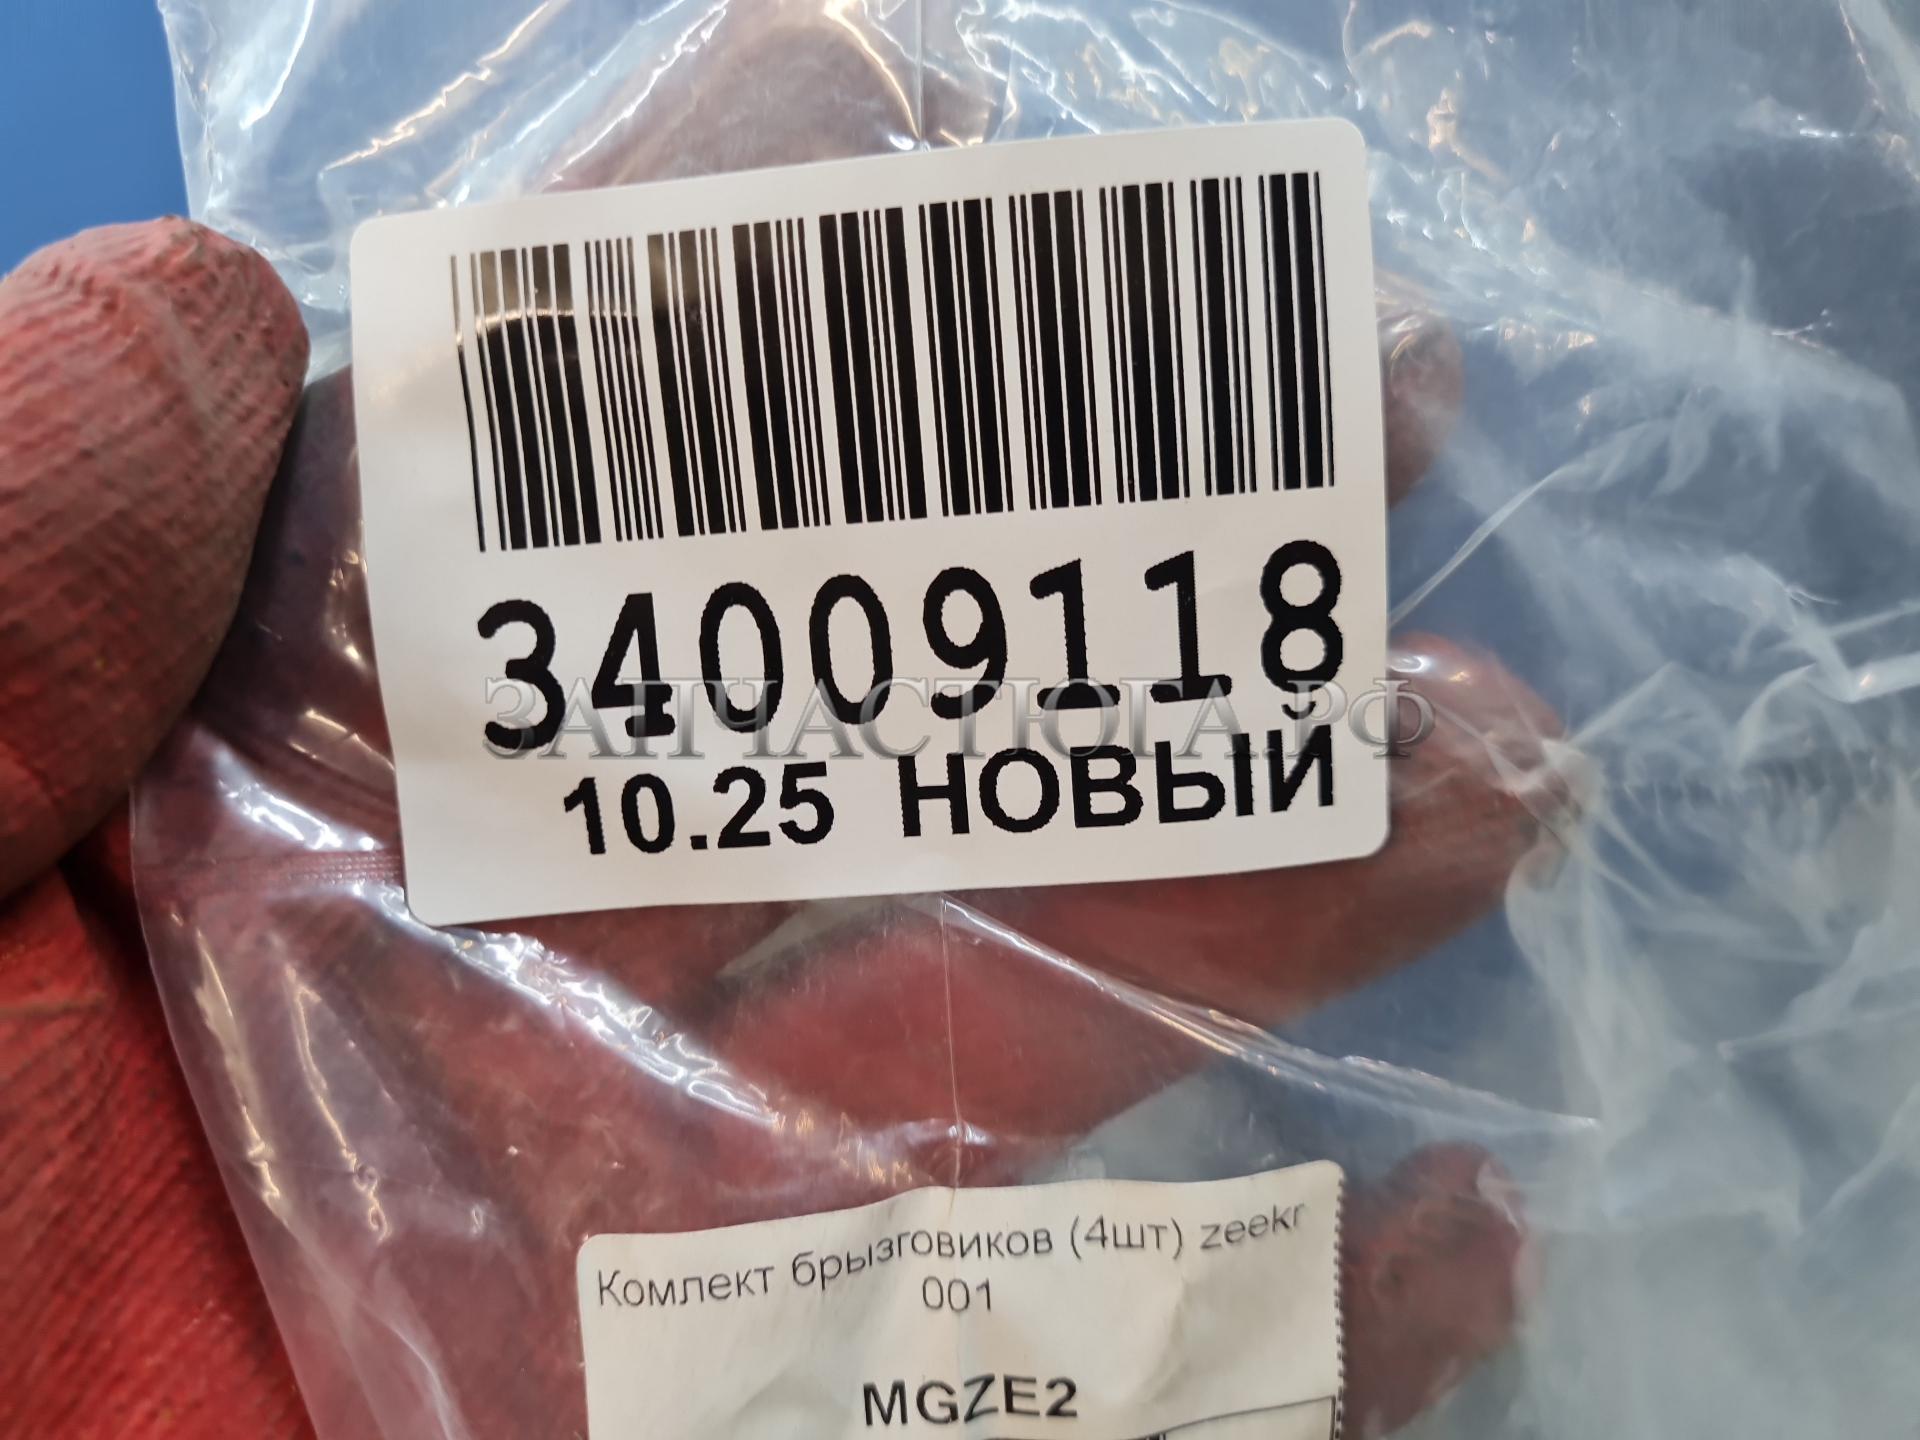 34009118
ЗАПЧАСТЮГА.РФ
10.25 НОВЫЙ
Комлект брызговиков (4шт) zeekr
001
MGZE2